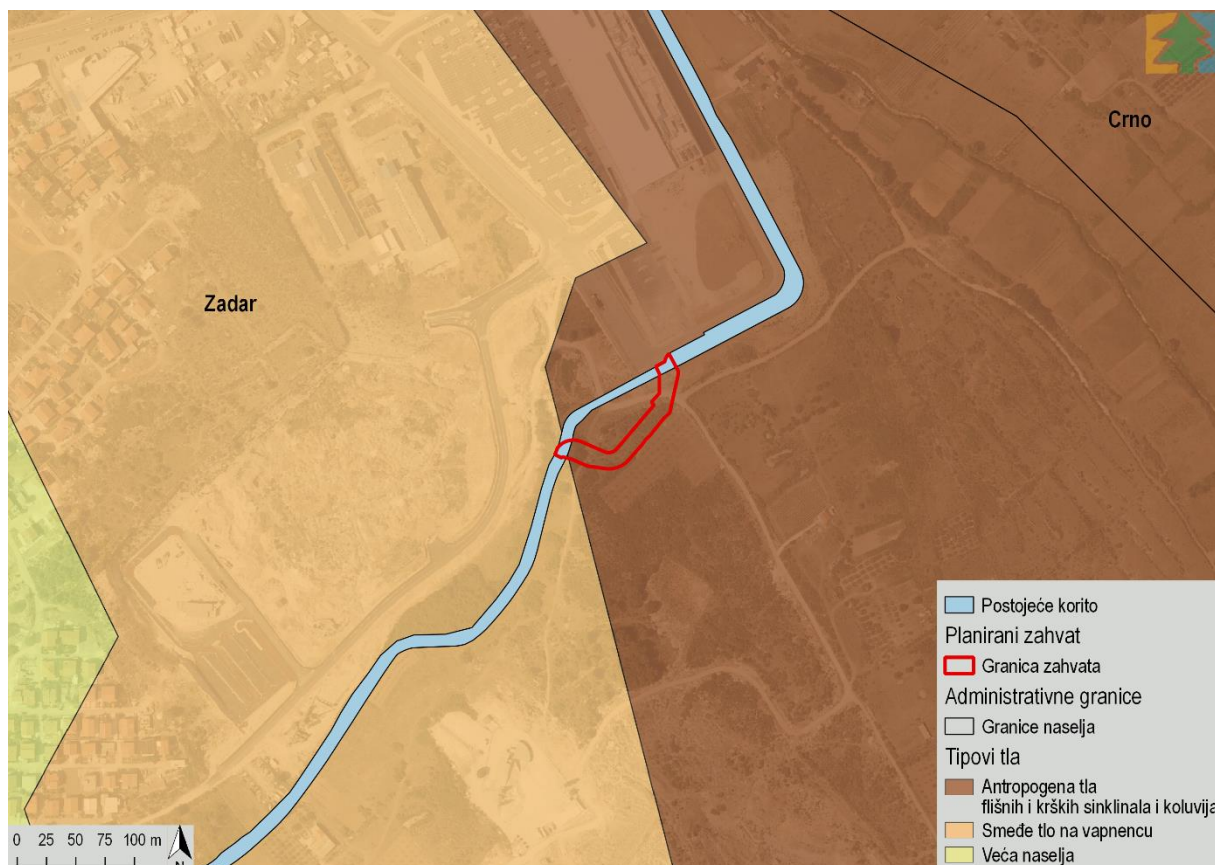 Crno
Zadar
Postojeće korito
Planirani zahvat
Granica zahvata
Administrativne granice
Granice naselja
Tipovi tla
Antropogena tla
flišnih i krških sinklinala i koluvija
Smeđe tlo na vapnencu
Veća naselja
0 25 50 75 100 m
N